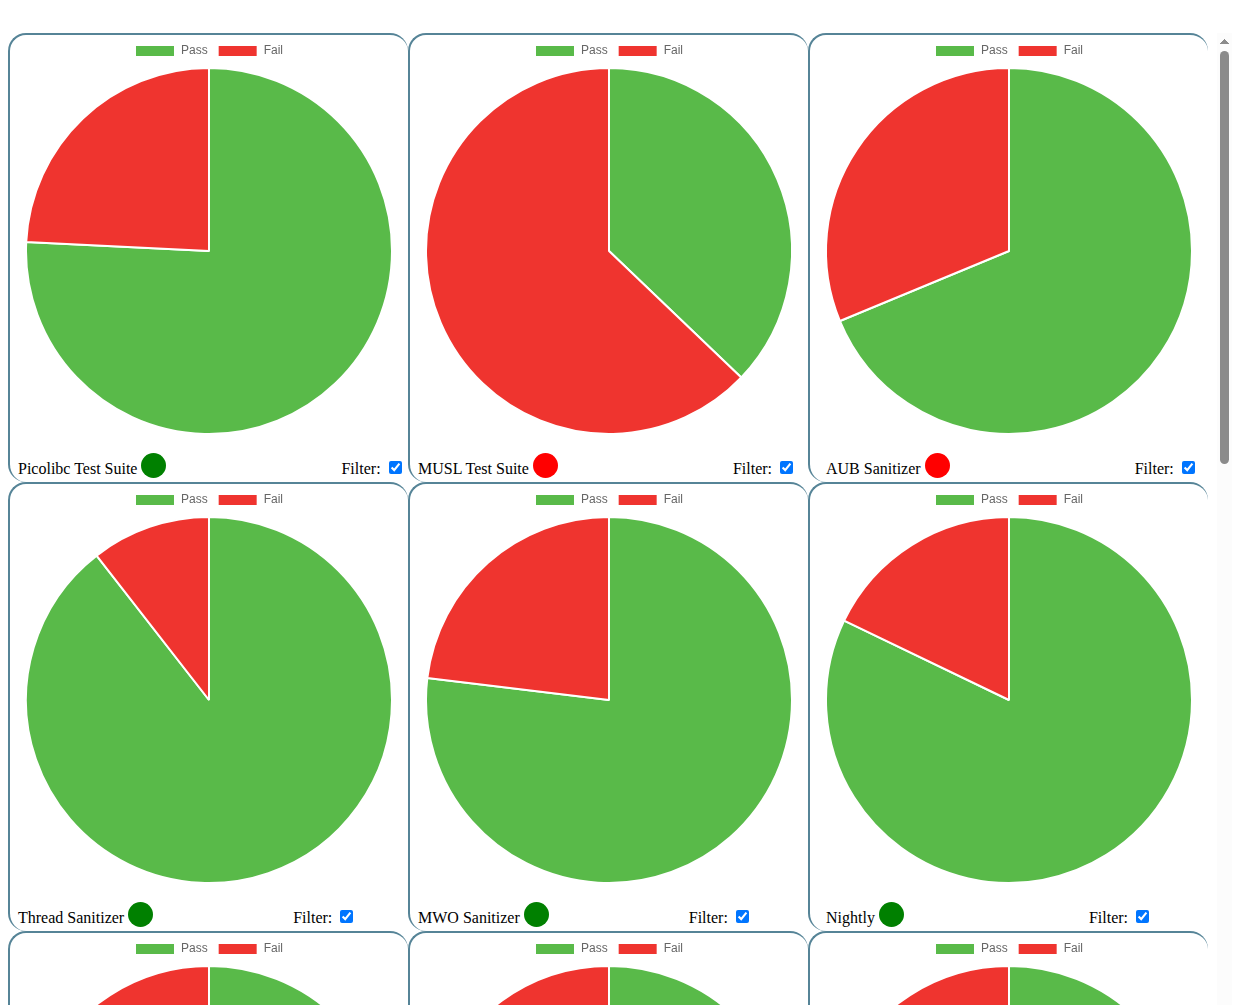 Pass Fail
Pass Fail
Pass Fail
Picolibc Test Suite Filter:
MUSL Test Suite Filter:
AUB Sanitizer Filter:
Pass Fail
Pass Fail
Pass Fail
Thread Sanitizer Filter:
MWO Sanitizer Filter:
Nightly Filter:
Pass Fail
Pass Fail
Pass Fail